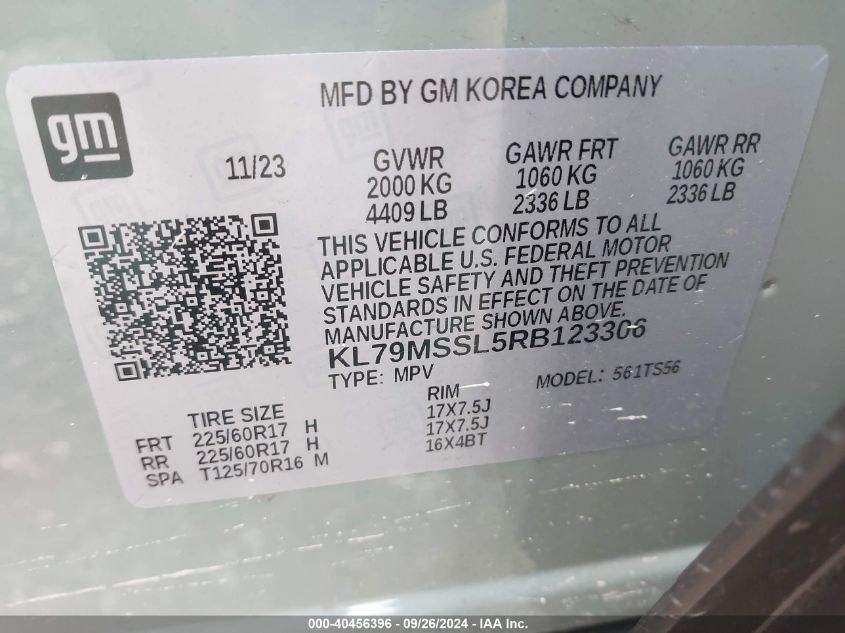 MFD BY GM KOREA COMPANY
gm
11/23
GVWR
2000 KG
4409 LB
GAWR FRT
1060 KG
2336 LB
GAWR RR
1060 KG
2336 LB
THIS VEHICLE CONFORMS TO ALL
APPLICABLE U.S. FEDERAL MOTOR
VEHICLE SAFETY AND THEFT PREVENTION
STANDARDS IN EFFECT ON THE DATE OF
MANUFACTURE SHOWN ABOVE.
KL79MSSL5RB123306
TYPE: MPV MODEL: 561TS56
TIRE SIZE RIM
FRT 225/60R17 H 17X7.5J
RR 225/60R17 H 17X7.5J
SPA T125/70R16 M 16X4BT
000-40456396 - 09/26/2024 - IAA Inc.